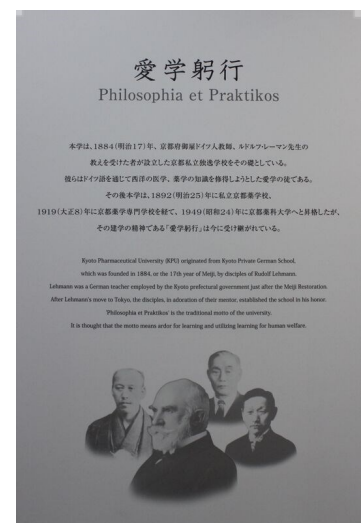 愛学躬行
Philosophia et Praktikos
本学は、1884(明治17)年、京都府御雇ドイツ人教師、ルドルフ・レーマン先生の
教えを受けた者が設立した京都私立独逸学校をその礎としている。
彼らはドイツ語を通じて西洋の医学、薬学の知識を修得しようとした愛学の徒である。
その後本学は、1892(明治25)年に私立京都薬学校、
1919(大正8)年に京都薬学専門学校を経て、1949(昭和24)年に京都薬科大学へと昇格したが、
その建学の精神である「愛学躬行」は今に受け継がれている。
Kyoto Pharmaceutical University (KPU) originated from Kyoto Private German School,
which was founded in 1884, or the 17th year of Meiji, by disciples of Rudolf Lehmann.
Lehmann was a German teacher employed by the Kyoto prefectural government just after the Meiji Restoration.
After Lehmann's move to Tokyo, the disciples, in adoration of their mentor, established the school in his honor.
'Philosophia et Praktikos' is the traditional motto of the university.
It is thought that the motto means ardor for learning and utilizing learning for human welfare.